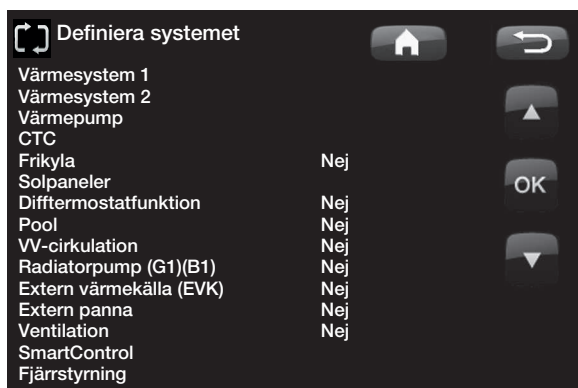 Definiera systemet
Värmesystem 1
Värmesystem 2
Värmepump
CTC
Frikyla Nej
Solpaneler
Difftermostatfunktion Nej
Pool Nej
VV-cirkulation Nej
Radiatorpump (G1)(B1) Nej
Extern värmekälla (EVK) Nej
Extern panna Nej
Ventilation Nej
SmartControl
Fjärrstyrning
OK